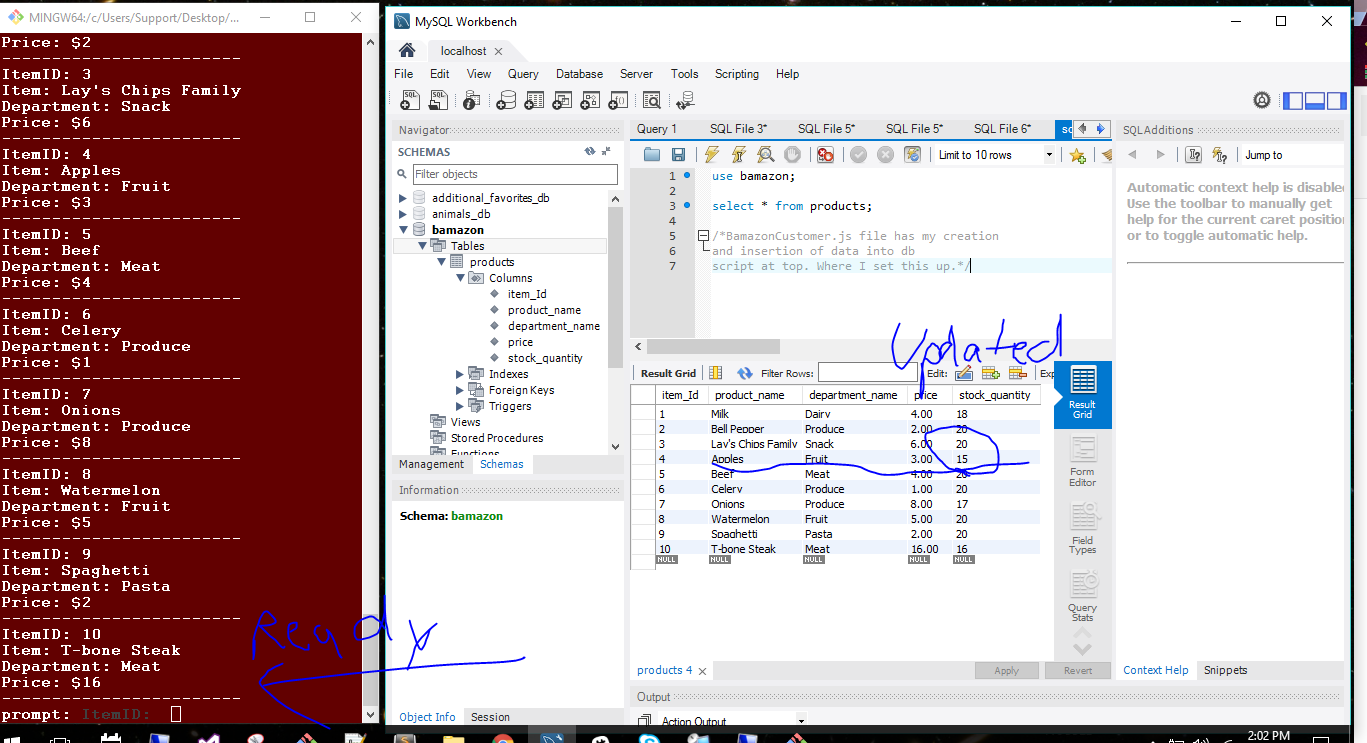 MINGW64:/c/Users/Support/Desktop/...
Price: $2
-------------------------
ItemID: 3
Item: Lay's Chips Family
Department: Snack
Price: $6
-------------------------
ItemID: 4
Item: Apples
Department: Fruit
Price: $3
-------------------------
ItemID: 5
Item: Beef
Department: Meat
Price: $4
-------------------------
ItemID: 6
Item: Celery
Department: Produce
Price: $1
-------------------------
ItemID: 7
Item: Onions
Department: Produce
Price: $8
-------------------------
ItemID: 8
Item: Watermelon
Department: Fruit
Price: $5
-------------------------
ItemID: 9
Item: Spaghetti
Department: Pasta
Price: $2
-------------------------
ItemID: 10
Item: T-bone Steak
Department: Meat
Price: $16
-------------------------
prompt: ItemID:
Ready
MySQL Workbench
localhost
File Edit View Query Database Server Tools Scripting Help
Navigator
SCHEMAS
Filter objects
additional_favorites_db
animals_db
bamazon
Tables
products
Columns
item_Id
product_name
department_name
price
stock_quantity
Indexes
Foreign Keys
Triggers
Views
Stored Procedures
Functions
Management Schemas
Information
Schema: bamazon
Object Info Session
Query 1 SQL File 3* SQL File 5* SQL File 5* SQL File 6*
Limit to 10 rows
1 use bamazon;
2
3 select * from products;
4
5 /*BamazonCustomer.js file has my creation
6 and insertion of data into db
7 script at top. Where I set this up.*/
Updated
Result Grid Filter Rows: Edit:
item_Id product_name department_name price stock_quantity
1 Milk Dairy 4.00 18
2 Bell Pepper Produce 2.00 20
3 Lay's Chips Family Snack 6.00 20
4 Apples Fruit 3.00 15
5 Beef Meat 4.00 20
6 Celery Produce 1.00 20
7 Onions Produce 8.00 17
8 Watermelon Fruit 5.00 20
9 Spaghetti Pasta 2.00 20
10 T-bone Steak Meat 16.00 16
NULL NULL NULL NULL NULL
Result Grid
Form Editor
Field Types
Query Stats
products 4 Apply Revert
Output
Action Output
SQLAdditions
Jump to
Automatic context help is disabled
Use the toolbar to manually get
help for the current caret position
or to toggle automatic help.
Context Help Snippets
2:02 PM